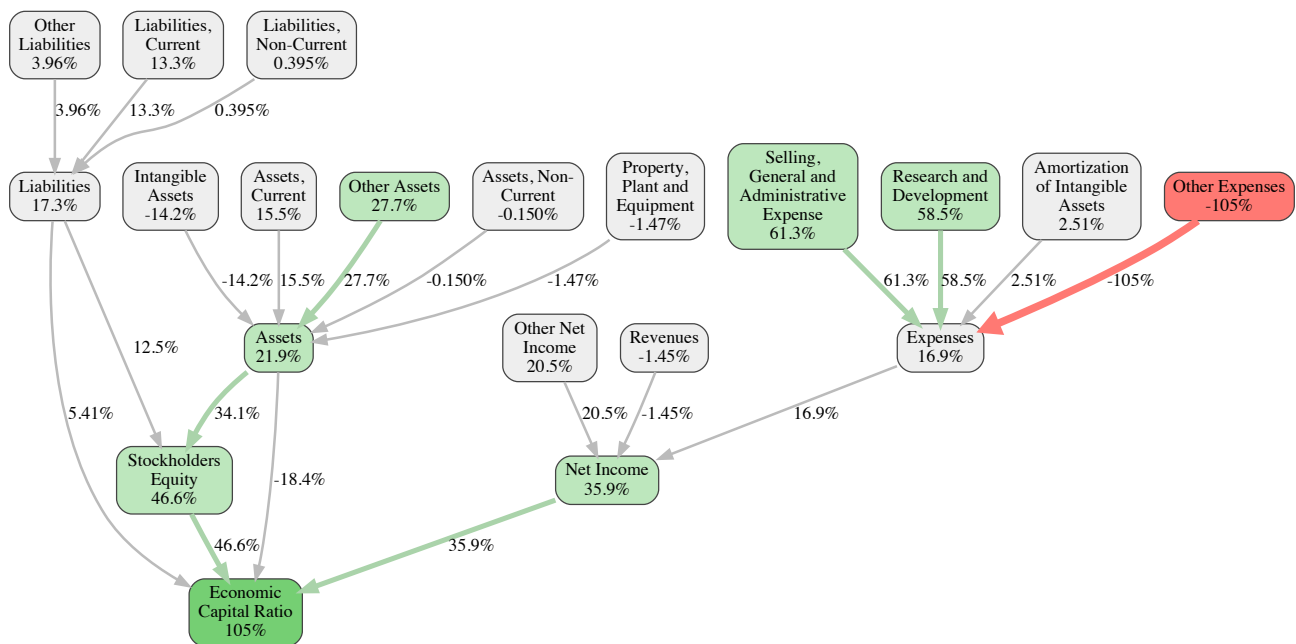 Other
Liabilities
3.96%
Liabilities,
Current
13.3%
Liabilities,
Non-Current
0.395%
3.96%
13.3%
0.395%
Liabilities
17.3%
Intangible
Assets
-14.2%
Assets,
Current
15.5%
Other Assets
27.7%
Assets, Non-
Current
-0.150%
Property,
Plant and
Equipment
-1.47%
Selling,
General and
Administrative
Expense
61.3%
Research and
Development
58.5%
Amortization
of Intangible
Assets
2.51%
Other Expenses
-105%
-14.2%
15.5%
27.7%
-0.150%
-1.47%
61.3%
58.5%
2.51%
-105%
12.5%
Assets
21.9%
Other Net
Income
20.5%
Revenues
-1.45%
Expenses
16.9%
5.41%
34.1%
20.5%
-1.45%
16.9%
Stockholders
Equity
46.6%
-18.4%
Net Income
35.9%
46.6%
35.9%
Economic
Capital Ratio
105%